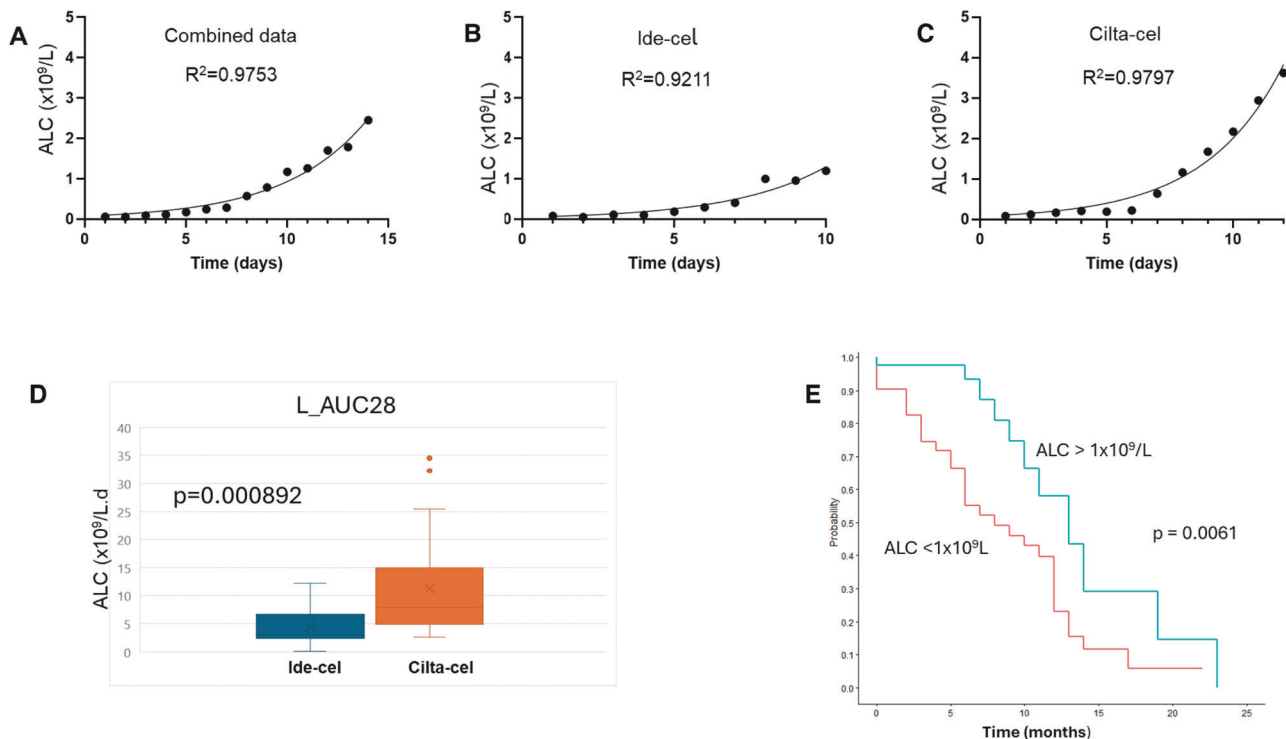 A
Combined data
R²=0.9753
ALC (x10⁹/L)
5
4
3
2
1
0
0
5
10
15
Time (days)
B
Ide-cel
R²=0.9211
ALC (x10⁹/L)
5
4
3
2
1
0
0
5
10
Time (days)
C
Cilta-cel
R²=0.9797
ALC (x10⁹/L)
5
4
3
2
1
0
0
5
10
Time (days)
D
L_AUC28
p=0.000892
ALC (x10⁹/L.d
40
35
30
25
20
15
10
5
0
Ide-cel
Cilta-cel
E
ALC > 1x10⁹/L
ALC <1x10⁹L
p = 0.0061
Probability
1.0
0.9
0.8
0.7
0.6
0.5
0.4
0.3
0.2
0.1
0.0
0
5
10
15
20
25
Time (months)